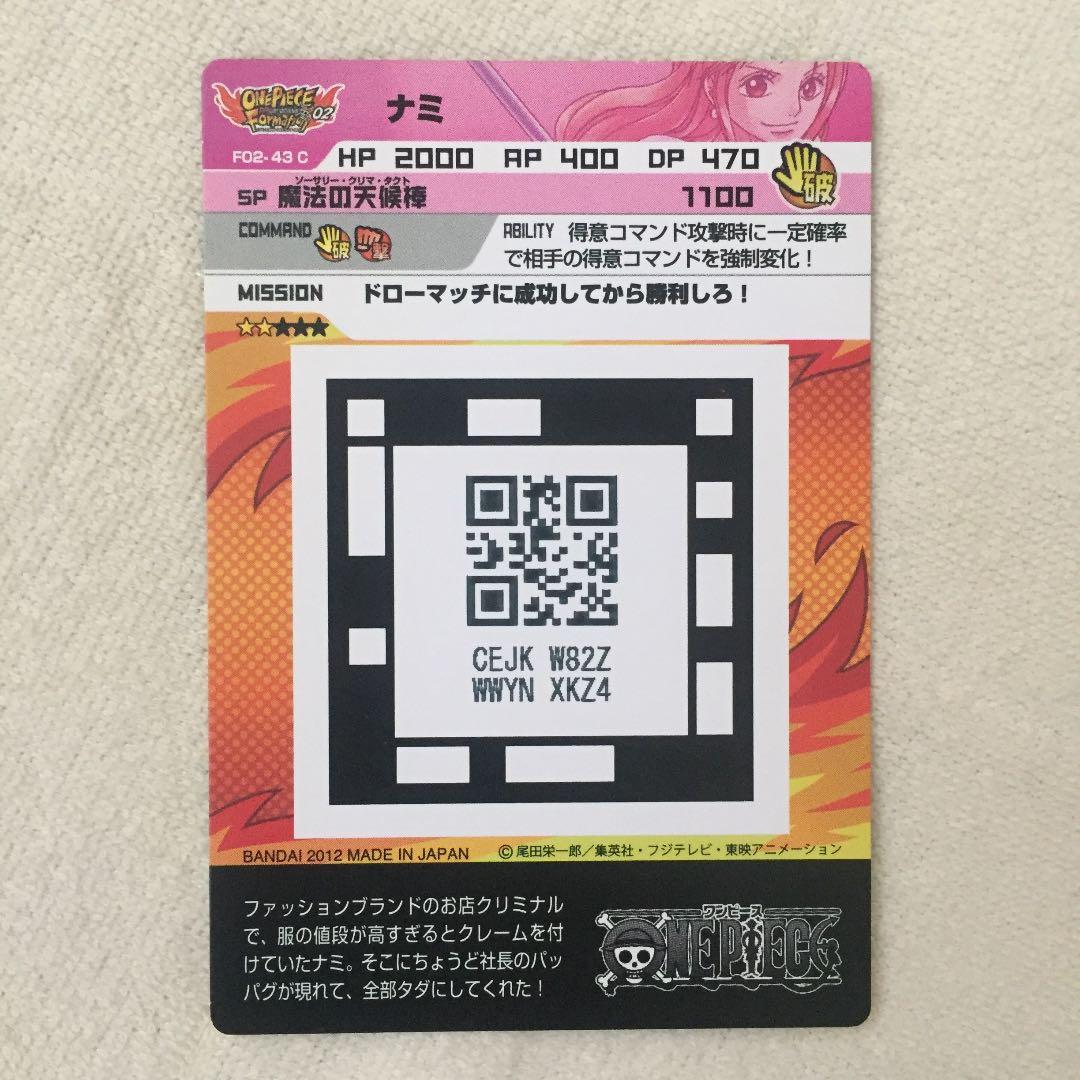 ONE PIECE
Formation 02
ナミ
F02-43 C
HP 2000 AP 400 DP 470
破
ソーサリー・クリマ・タクト
SP 魔法の天候棒 1100
COMMAND 破 撃
ABILITY 得意コマンド攻撃時に一定確率
で相手の得意コマンドを強制変化！
MISSION ドローマッチに成功してから勝利しろ！
CEJK W82Z
WWYN XKZ4
BANDAI 2012 MADE IN JAPAN ©尾田栄一郎／集英社・フジテレビ・東映アニメーション
ファッションブランドのお店クリミナル
で、服の値段が高すぎるとクレームを付
けていたナミ。そこにちょうど社長のパッ
パグが現れて、全部タダにしてくれた！
ワンピース
ONE PIECE